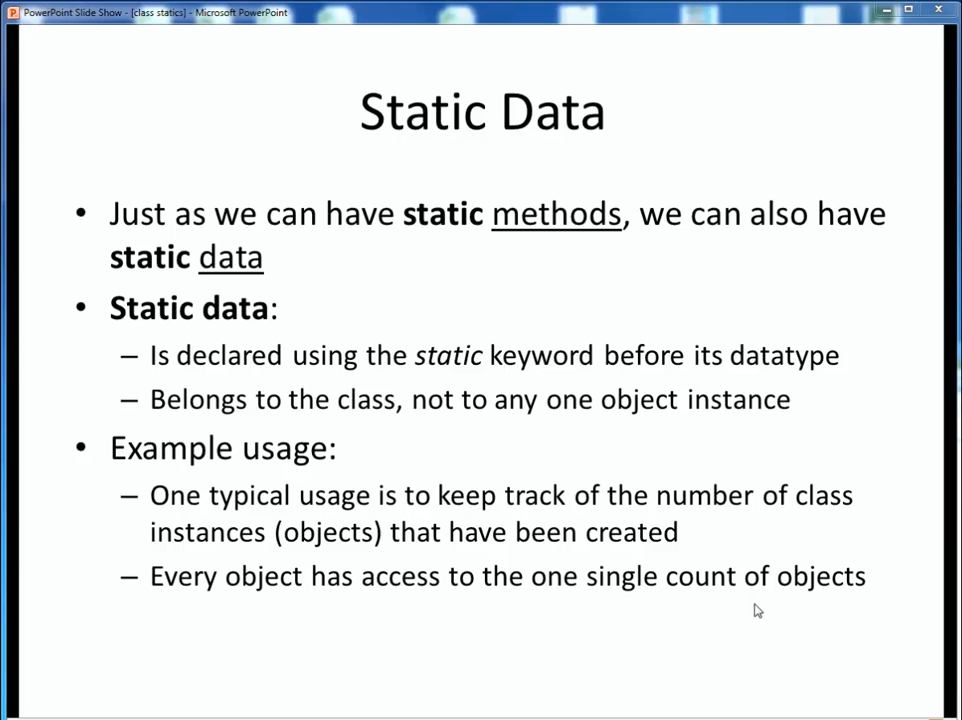 PowerPoint Slide Show - [class statics] - Microsoft PowerPoint
Static Data
• Just as we can have static methods, we can also have
static data
• Static data:
– Is declared using the static keyword before its datatype
– Belongs to the class, not to any one object instance
• Example usage:
– One typical usage is to keep track of the number of class
instances (objects) that have been created
– Every object has access to the one single count of objects